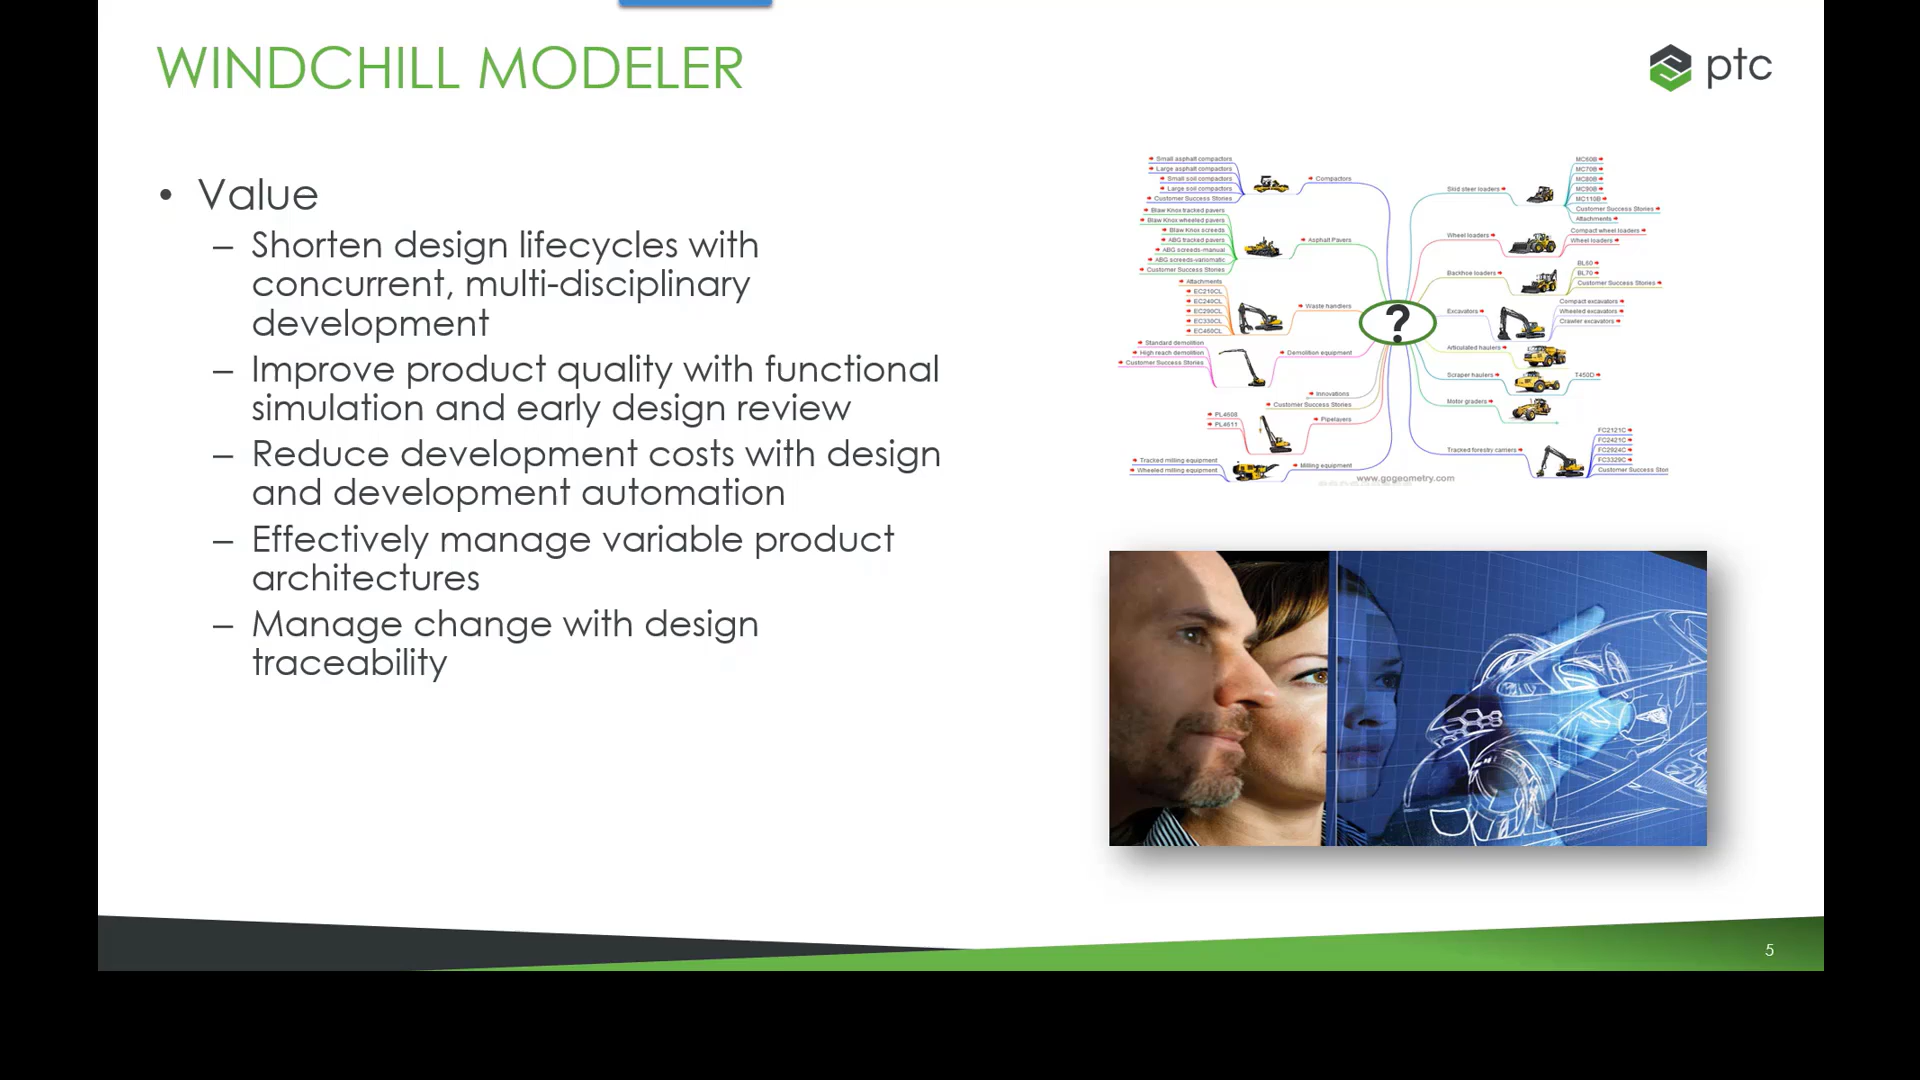 WINDCHILL MODELER
ptc
• Value
– Shorten design lifecycles with
concurrent, multi-disciplinary
development
– Improve product quality with functional
simulation and early design review
– Reduce development costs with design
and development automation
– Effectively manage variable product
architectures
– Manage change with design
traceability
Small asphalt compactors
Large asphalt compactors
Small soil compactors
Large soil compactors
Customer Success Stories
Compactors
Blaw Knox tracked pavers
Blaw Knox wheeled pavers
Blaw Knox screeds
ABG tracked pavers
ABG screeds-manual
ABG screeds-variomatic
Customer Success Stories
Asphalt Pavers
Attachments
EC210CL
EC240CL
EC290CL
EC330CL
EC460CL
Waste handlers
Standard demolition
High reach demolition
Customer Success Stories
Demolition equipment
Innovations
Customer Success Stories
PL4608
PL4611
Pipelayers
Tracked milling equipment
Wheeled milling equipment
Milling equipment
?
Skid steer loaders
MC60B
MC70B
MC80B
MC90B
MC110B
Customer Success Stories
Attachments
Wheel loaders
Compact wheel loaders
Wheel loaders
Backhoe loaders
BL60
BL70
Customer Success Stories
Excavators
Compact excavators
Wheeled excavators
Crawler excavators
Articulated haulers
Scraper haulers
T450D
Motor graders
Tracked forestry carriers
FC2121C
FC2421C
FC2924C
FC3329C
Customer Success Stor
www.gogeometry.com
5